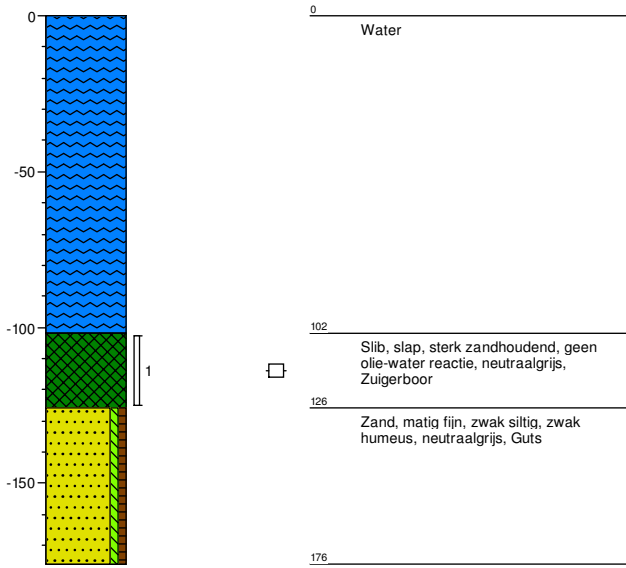 0
0
Water
-50
-100
102
Slib, slap, sterk zandhoudend, geen
olie-water reactie, neutraalgrijs,
Zuigerboor
1
126
Zand, matig fijn, zwak siltig, zwak
humeus, neutraalgrijs, Guts
-150
176